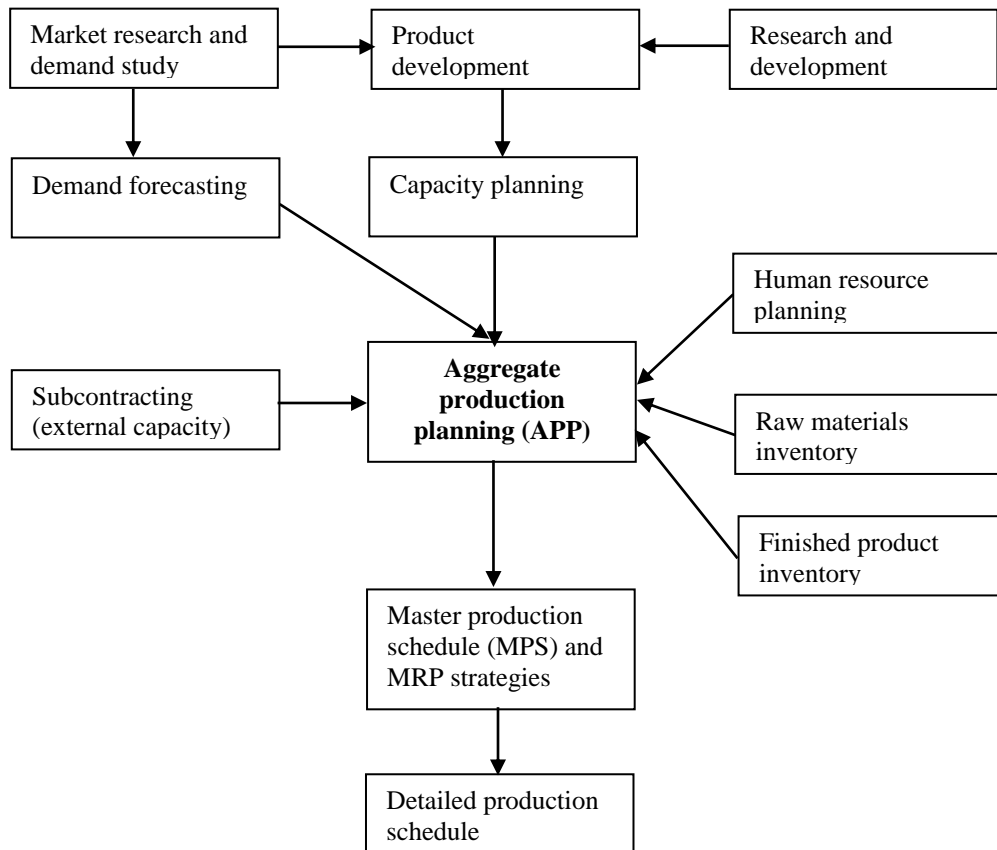 Market research and
demand study
Product
development
Research and
development
Demand forecasting
Capacity planning
Human resource
planning
Subcontracting
(external capacity)
Aggregate
production
planning (APP)
Raw materials
inventory
Finished product
inventory
Master production
schedule (MPS) and
MRP strategies
Detailed production
schedule